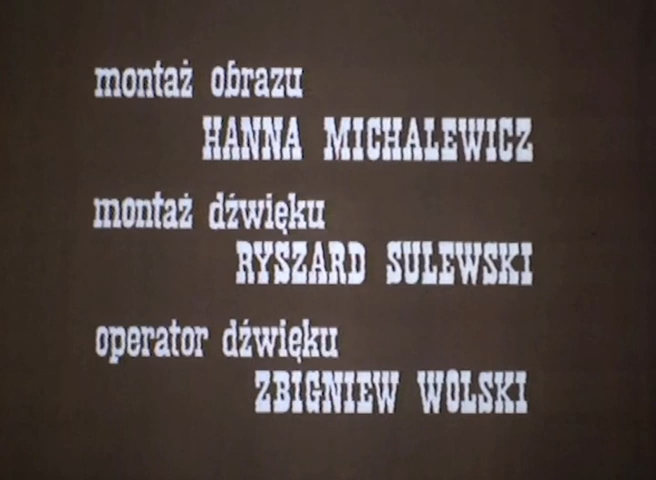 montaż obrazu
HANNA MICHALEWICZ
montaż dźwięku
RYSZARD SULEWSKI
operator dźwięku
ZBIGNIEW WOLSKI